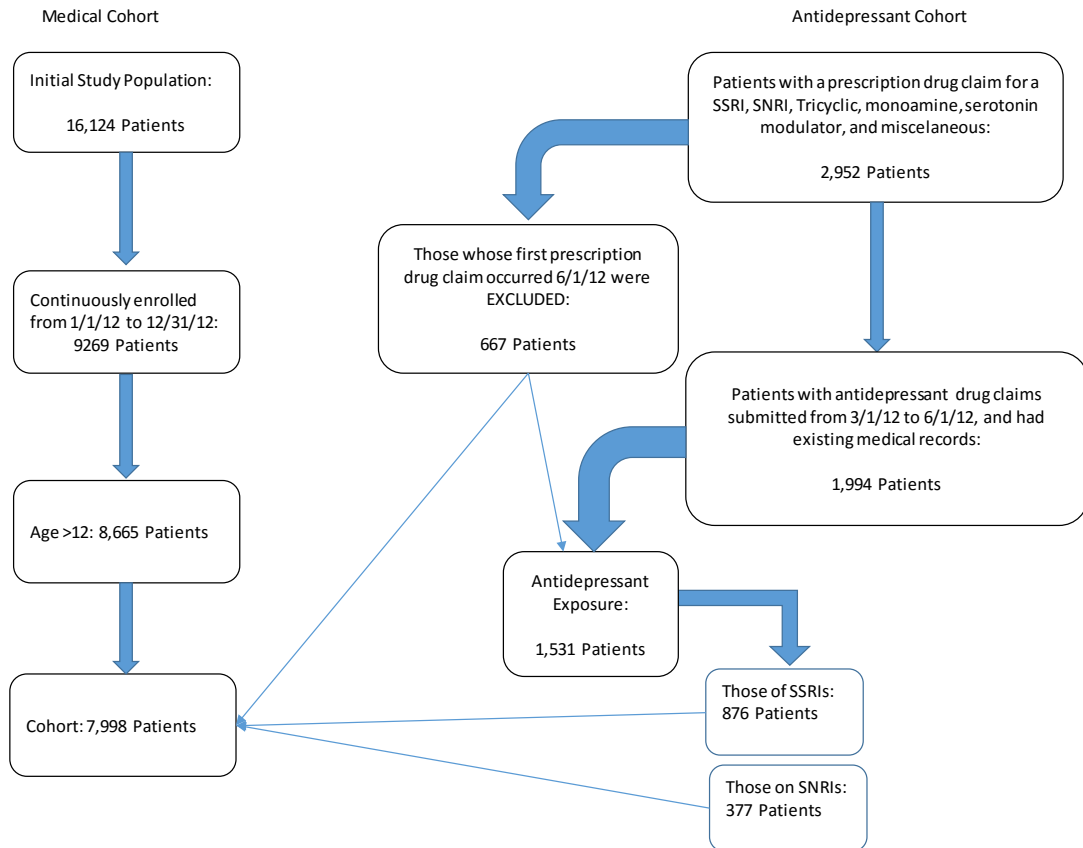 Medical Cohort
Antidepressant Cohort
Initial Study Population:
16,124 Patients
Patients with a prescription drug claim for a
SSRI, SNRI, Tricyclic, monoamine, serotonin
modulator, and miscelaneous:
2,952 Patients
Those whose first prescription
drug claim occurred 6/1/12 were
EXCLUDED:
667 Patients
Continuously enrolled
from 1/1/12 to 12/31/12:
9269 Patients
Patients with antidepressant drug claims
submitted from 3/1/12 to 6/1/12, and had
existing medical records:
1,994 Patients
Age >12: 8,665 Patients
Antidepressant
Exposure:
1,531 Patients
Cohort: 7,998 Patients
Those of SSRIs:
876 Patients
Those on SNRIs:
377 Patients